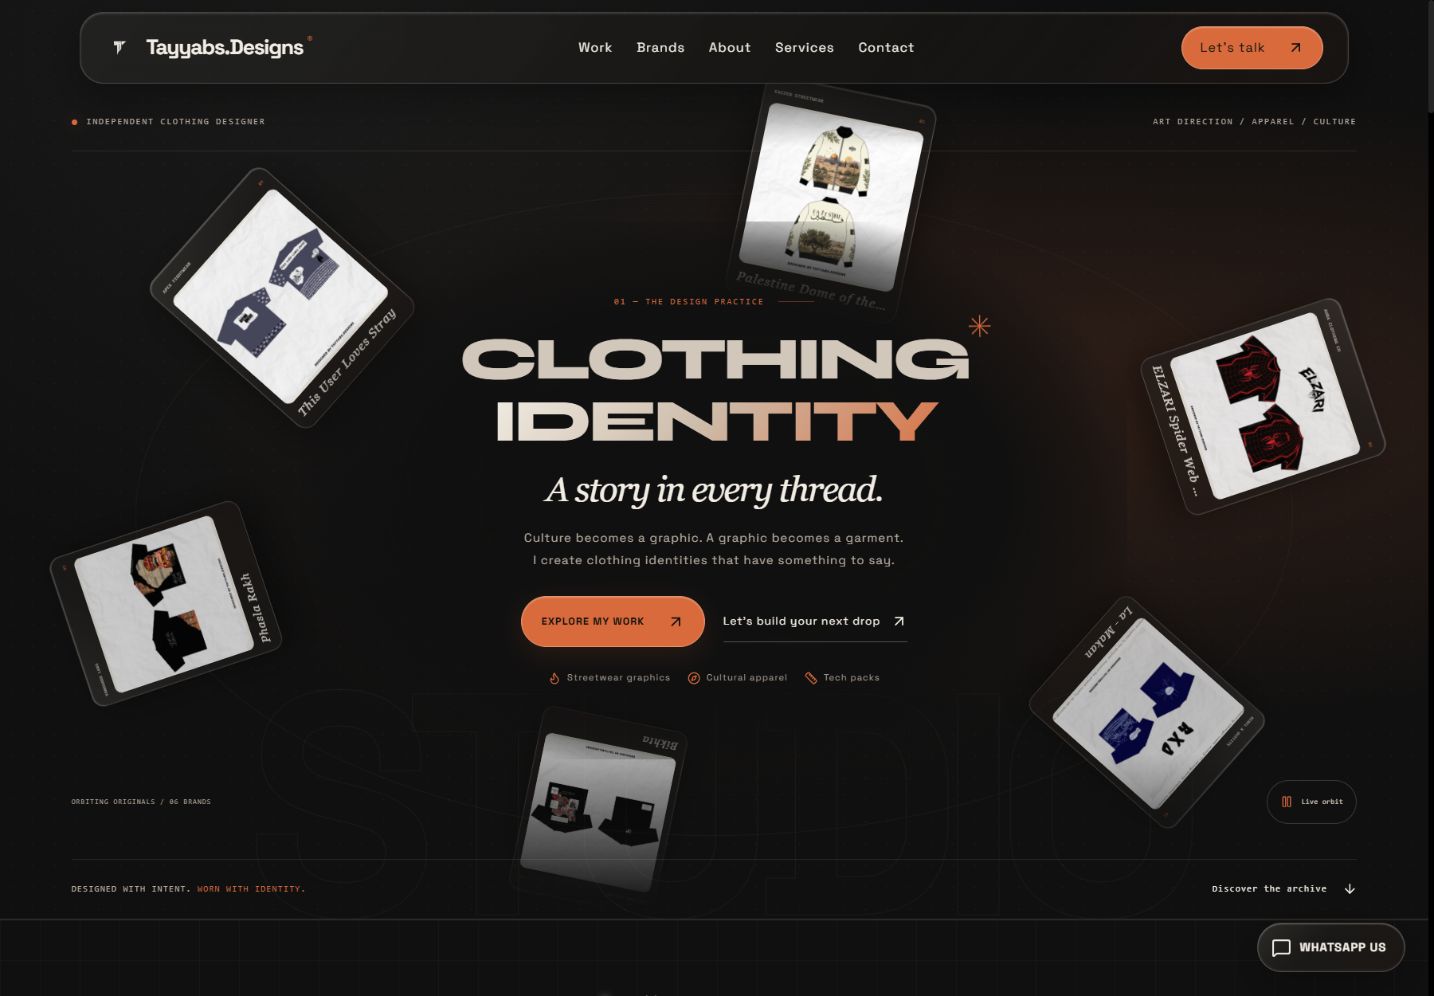 Tayyabs.Designs
Work
Brands
About
Services
Contact
Let's talk
INDEPENDENT CLOTHING DESIGNER
ART DIRECTION / APPAREL / CULTURE
Palestine Dome of the...
This User Loves Stray
ELZARI
ELZARI Spider Web ...
01 — THE DESIGN PRACTICE
CLOTHING
IDENTITY
A story in every thread.
Culture becomes a graphic. A graphic becomes a garment.
I create clothing identities that have something to say.
EXPLORE MY WORK
Let's build your next drop
Streetwear graphics
Cultural apparel
Tech packs
Phasla Rakh
La - Makan
Bikhta
STUDIO
ORBITING ORIGINALS / 06 BRANDS
Live orbit
DESIGNED WITH INTENT. WORN WITH IDENTITY.
Discover the archive
WHATSAPP US